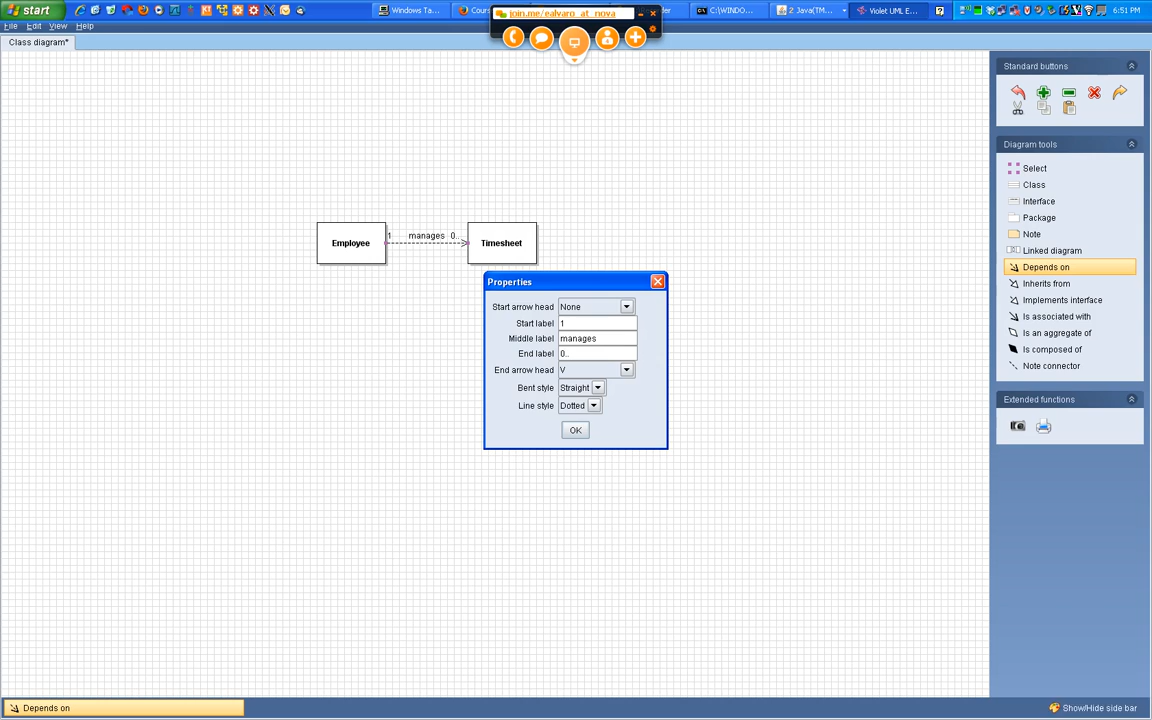 start
Windows Ta...
Cour
C:\WINDO...
2 Java(TM...
Violet UML E...
6:51 PM
join.me/ealvaro_at_nova
File Edit View Help
Class diagram*
Standard buttons
Diagram tools
Select
Class
Interface
Package
Note
Linked diagram
Depends on
Inherits from
Implements interface
Is associated with
Is an aggregate of
Is composed of
Note connector
Extended functions
Employee
1 manages 0..
Timesheet
Properties
Start arrow head None
Start label 1
Middle label manages
End label 0..
End arrow head V
Bent style Straight
Line style Dotted
OK
Depends on
Show/Hide side bar